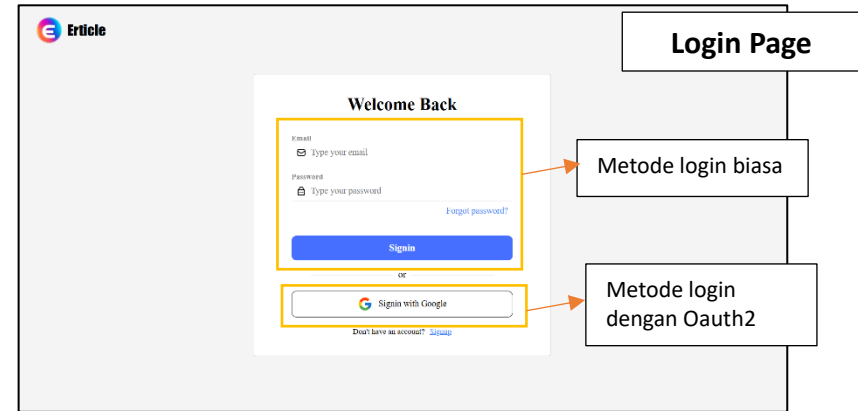 Erticle
Login Page
Welcome Back
Email
Type your email
Password
Type your password
Forgot password?
Signin
or
Signin with Google
Don't have an account? Signup
Metode login biasa
Metode login
dengan Oauth2